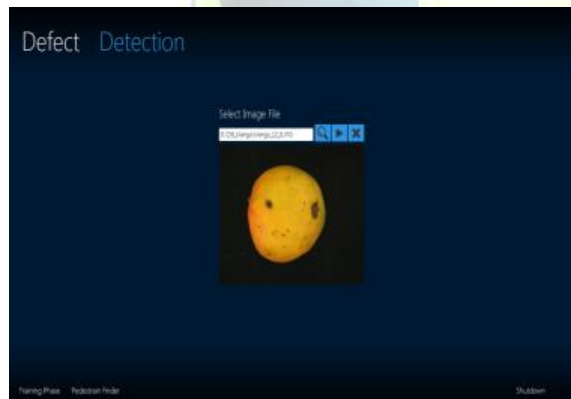 Defect Detection
Select Image File
Training Phase Pedestrian Finder
Shutdown